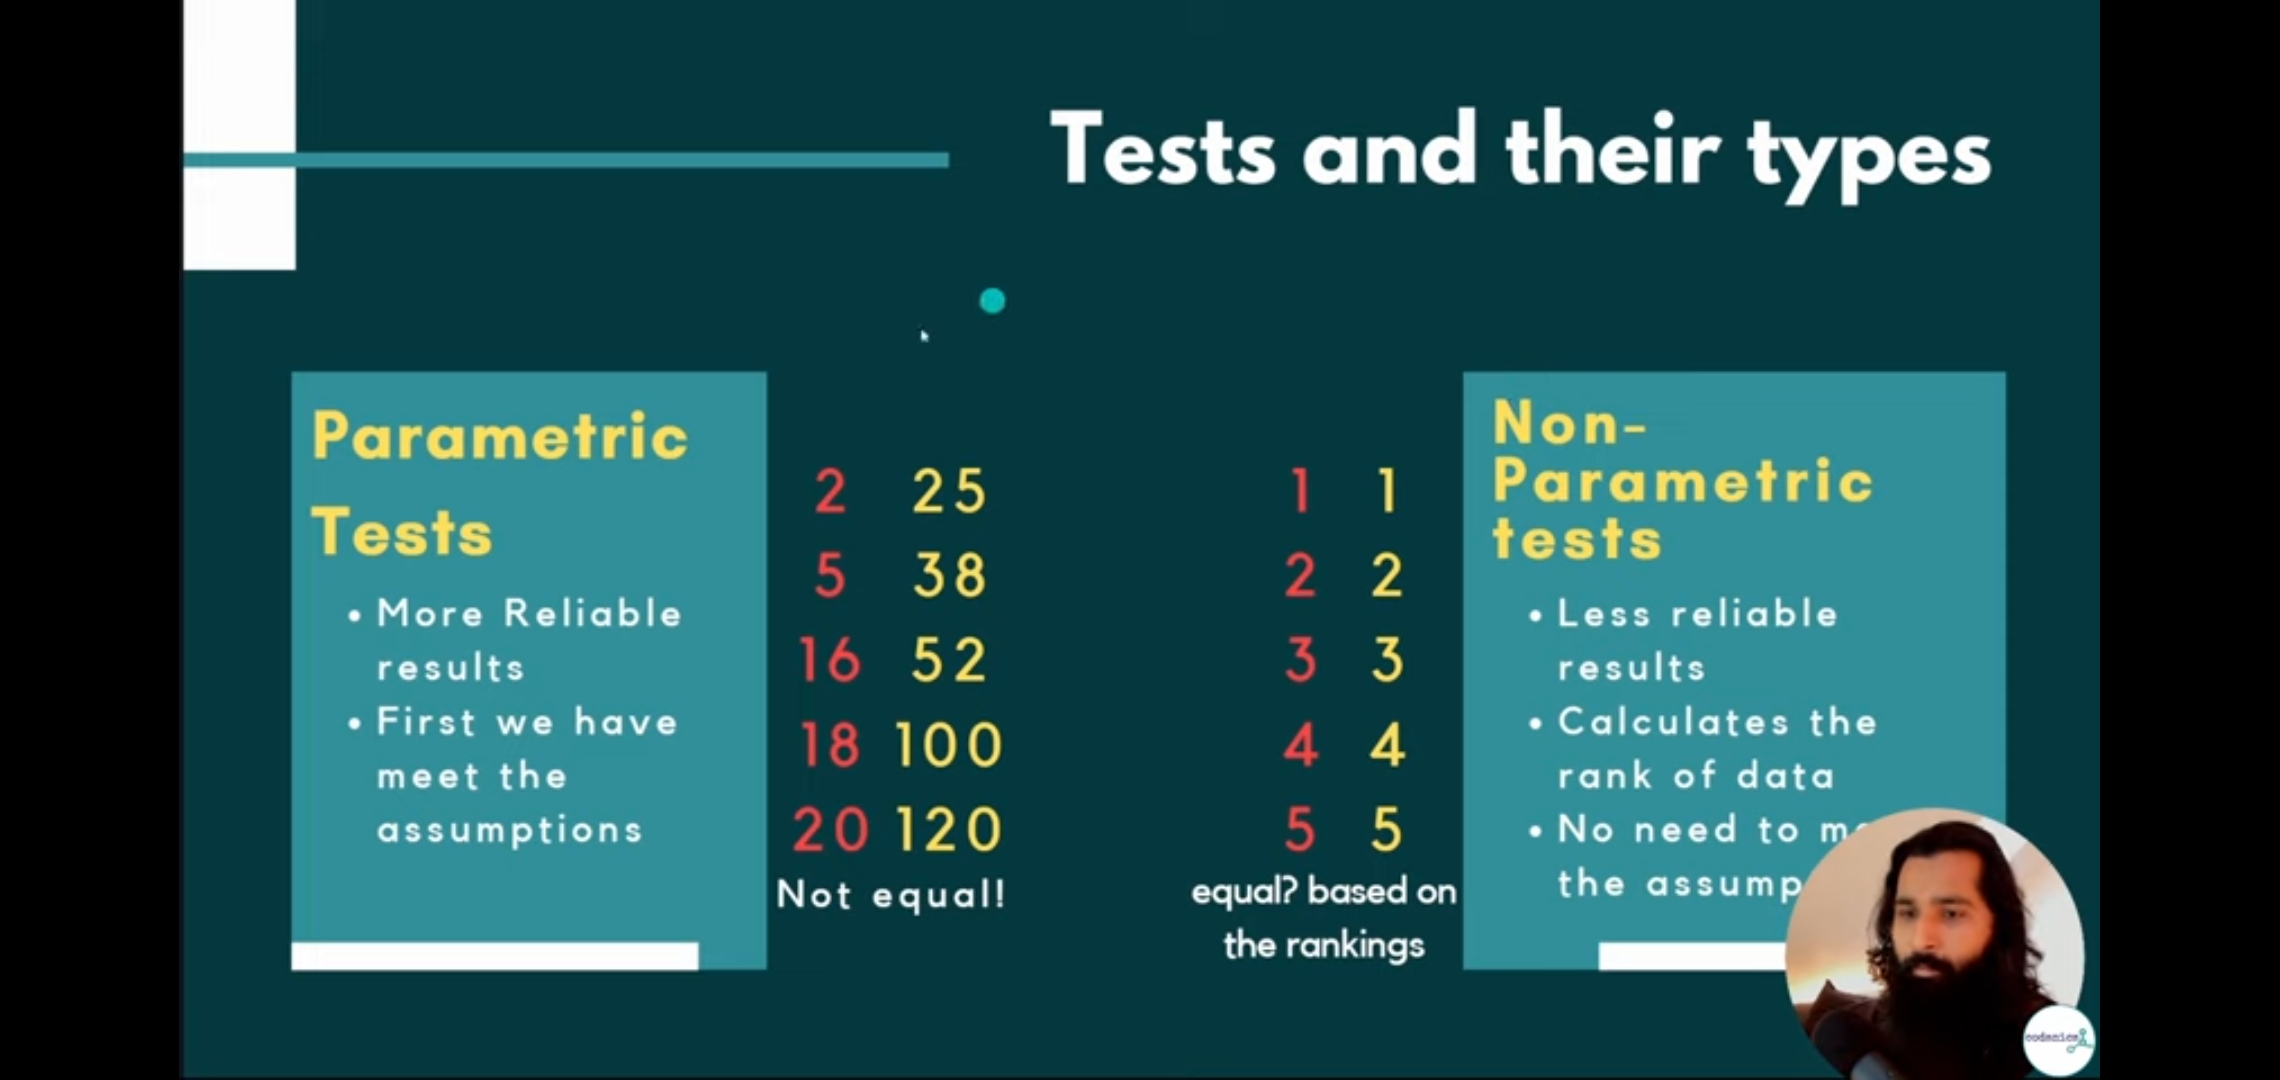 Tests and their types
Parametric
Tests
• More Reliable
results
• First we have
meet the
assumptions
2 25
5 38
16 52
18 100
20 120
Not equal!
1 1
2 2
3 3
4 4
5 5
equal? based on
the rankings
Non-
Parametric
tests
• Less reliable
results
• Calculates the
rank of data
• No need to
the
codanics